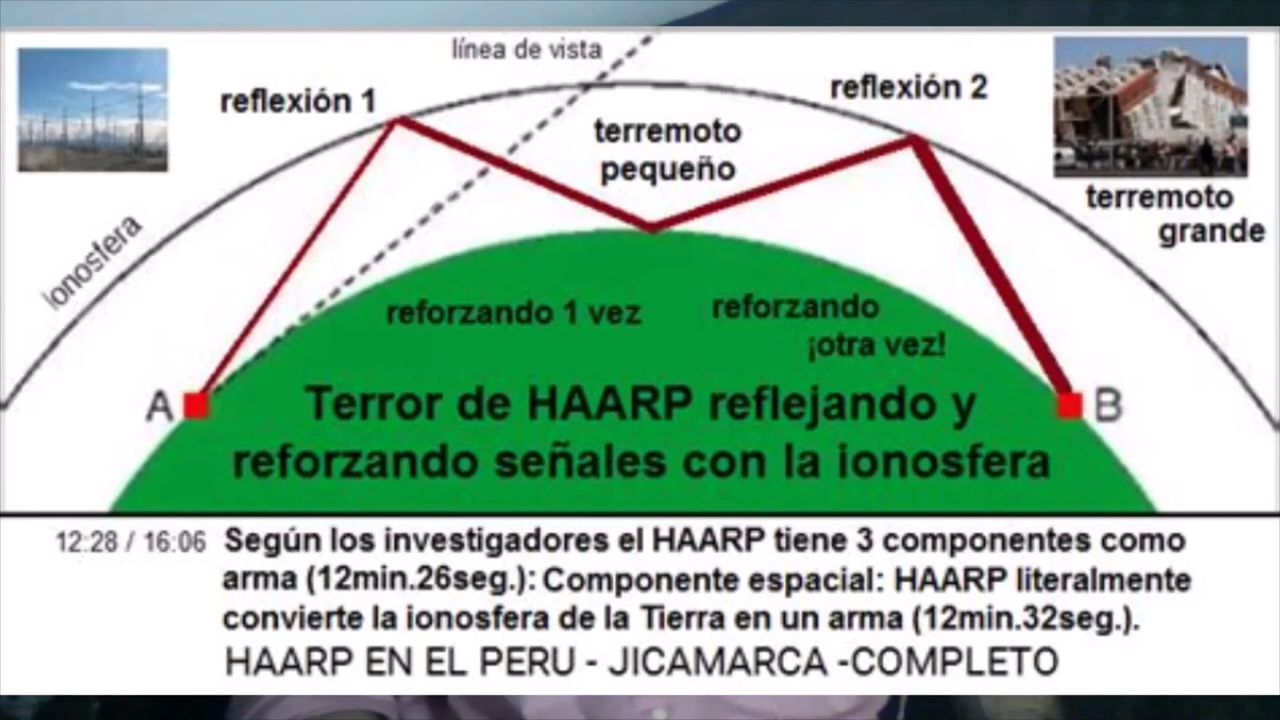 línea de vista
reflexión 1
reflexión 2
terremoto
pequeño
terremoto
grande
ionosfera
reforzando 1 vez
reforzando
¡otra vez!
A
B
Terror de HAARP reflejando y
reforzando señales con la ionosfera
12:28 / 16:06 Según los investigadores el HAARP tiene 3 componentes como
arma (12min.26seg.): Componente espacial: HAARP literalmente
convierte la ionosfera de la Tierra en un arma (12min.32seg.).
HAARP EN EL PERU - JICAMARCA -COMPLETO